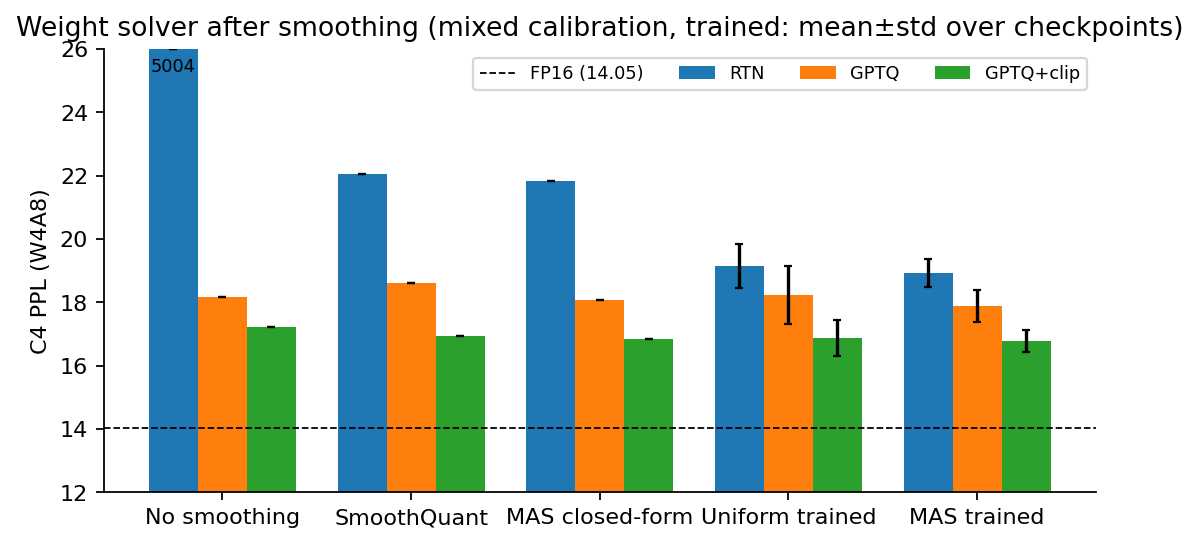 Weight solver after smoothing (mixed calibration, trained: mean±std over checkpoints)
C4 PPL (W4A8)
26
24
22
20
18
16
14
12
5004
FP16 (14.05)
RTN
GPTQ
GPTQ+clip
No smoothing
SmoothQuant
MAS closed-form
Uniform trained
MAS trained